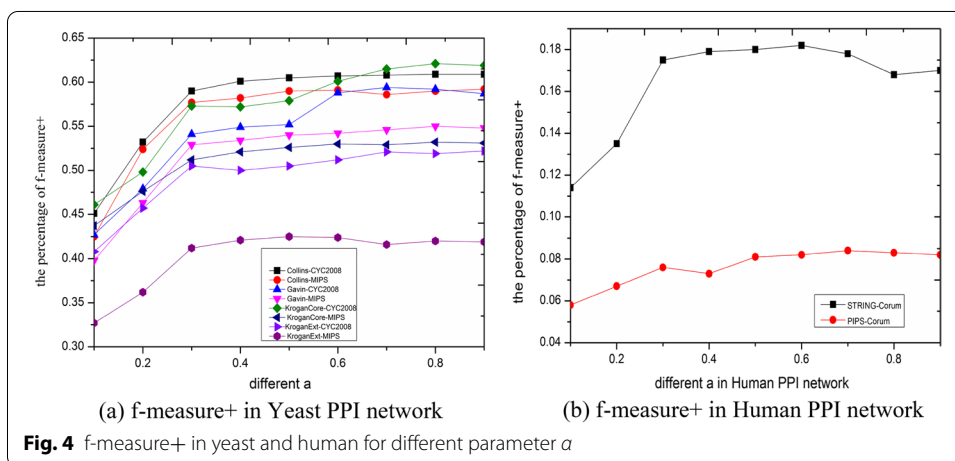 the percentage of f-measure+
0.65
0.60
0.55
0.50
0.45
0.40
0.35
0.30
0.2
0.4
0.6
0.8
different a
Collins-CYC2008
Collins-MIPS
Gavin-CYC2008
Gavin-MIPS
KroganCore-CYC2008
KroganCore-MIPS
KroganExt-CYC2008
KroganExt-MIPS
(a) f-measure+ in Yeast PPI network
the percentage of f-measure+
0.18
0.16
0.14
0.12
0.10
0.08
0.06
0.04
0.2
0.4
0.6
0.8
different a in Human PPI network
STRING-Corum
PIPS-Corum
(b) f-measure+ in Human PPI network
Fig. 4 f-measure+ in yeast and human for different parameter α